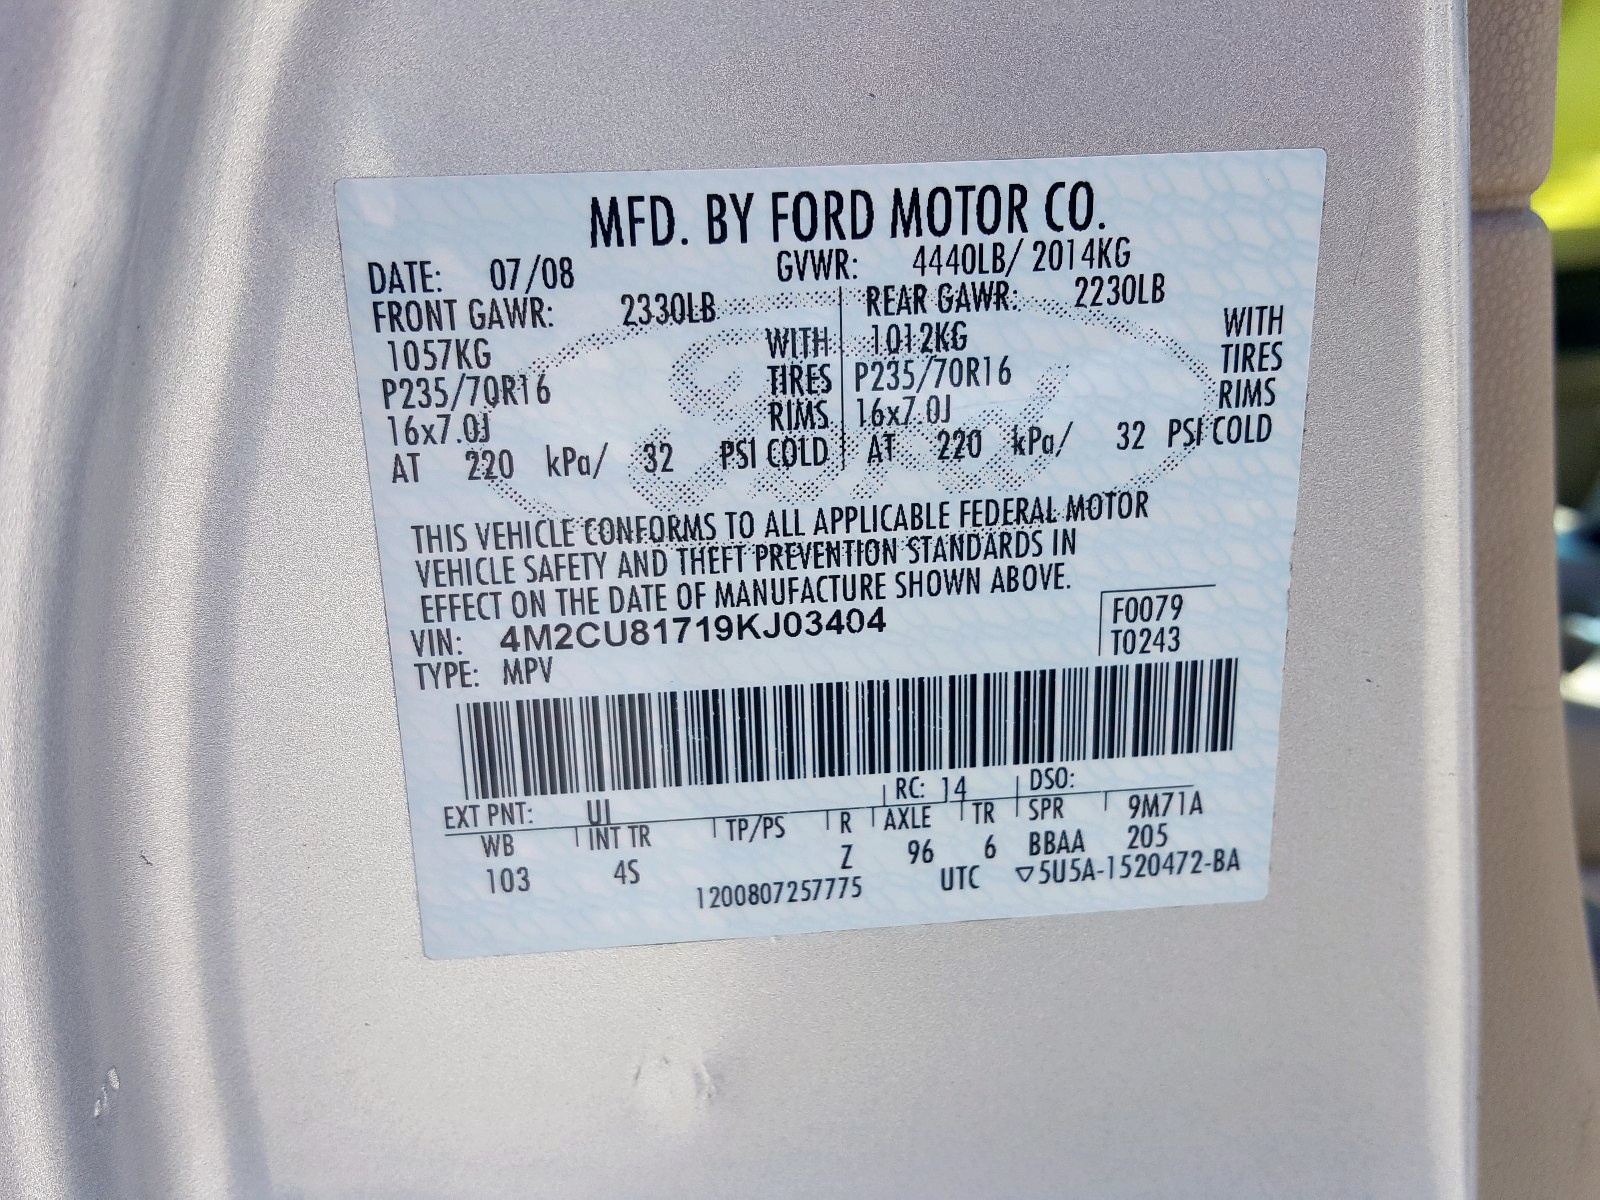 MFD. BY FORD MOTOR CO.
DATE: 07/08 GVWR: 4440LB/ 2014KG
FRONT GAWR: 2330LB REAR GAWR: 2230LB
1057KG WITH 1012KG WITH
P235/70R16 TIRES P235/70R16 TIRES
16x7.0J RIMS 16x7.0J RIMS
AT 220 kPa/ 32 PSI COLD AT 220 kPa/ 32 PSI COLD
THIS VEHICLE CONFORMS TO ALL APPLICABLE FEDERAL MOTOR
VEHICLE SAFETY AND THEFT PREVENTION STANDARDS IN
EFFECT ON THE DATE OF MANUFACTURE SHOWN ABOVE.
VIN: 4M2CU81719KJ03404 F0079
TYPE: MPV T0243
EXT PNT: UI RC: 14 DSO:
WB INT TR TP/PS R AXLE TR SPR 9M71A
103 4S Z 96 6 BBAA 205
1200807257775 UTC ▽5U5A-1520472-BA
Ford